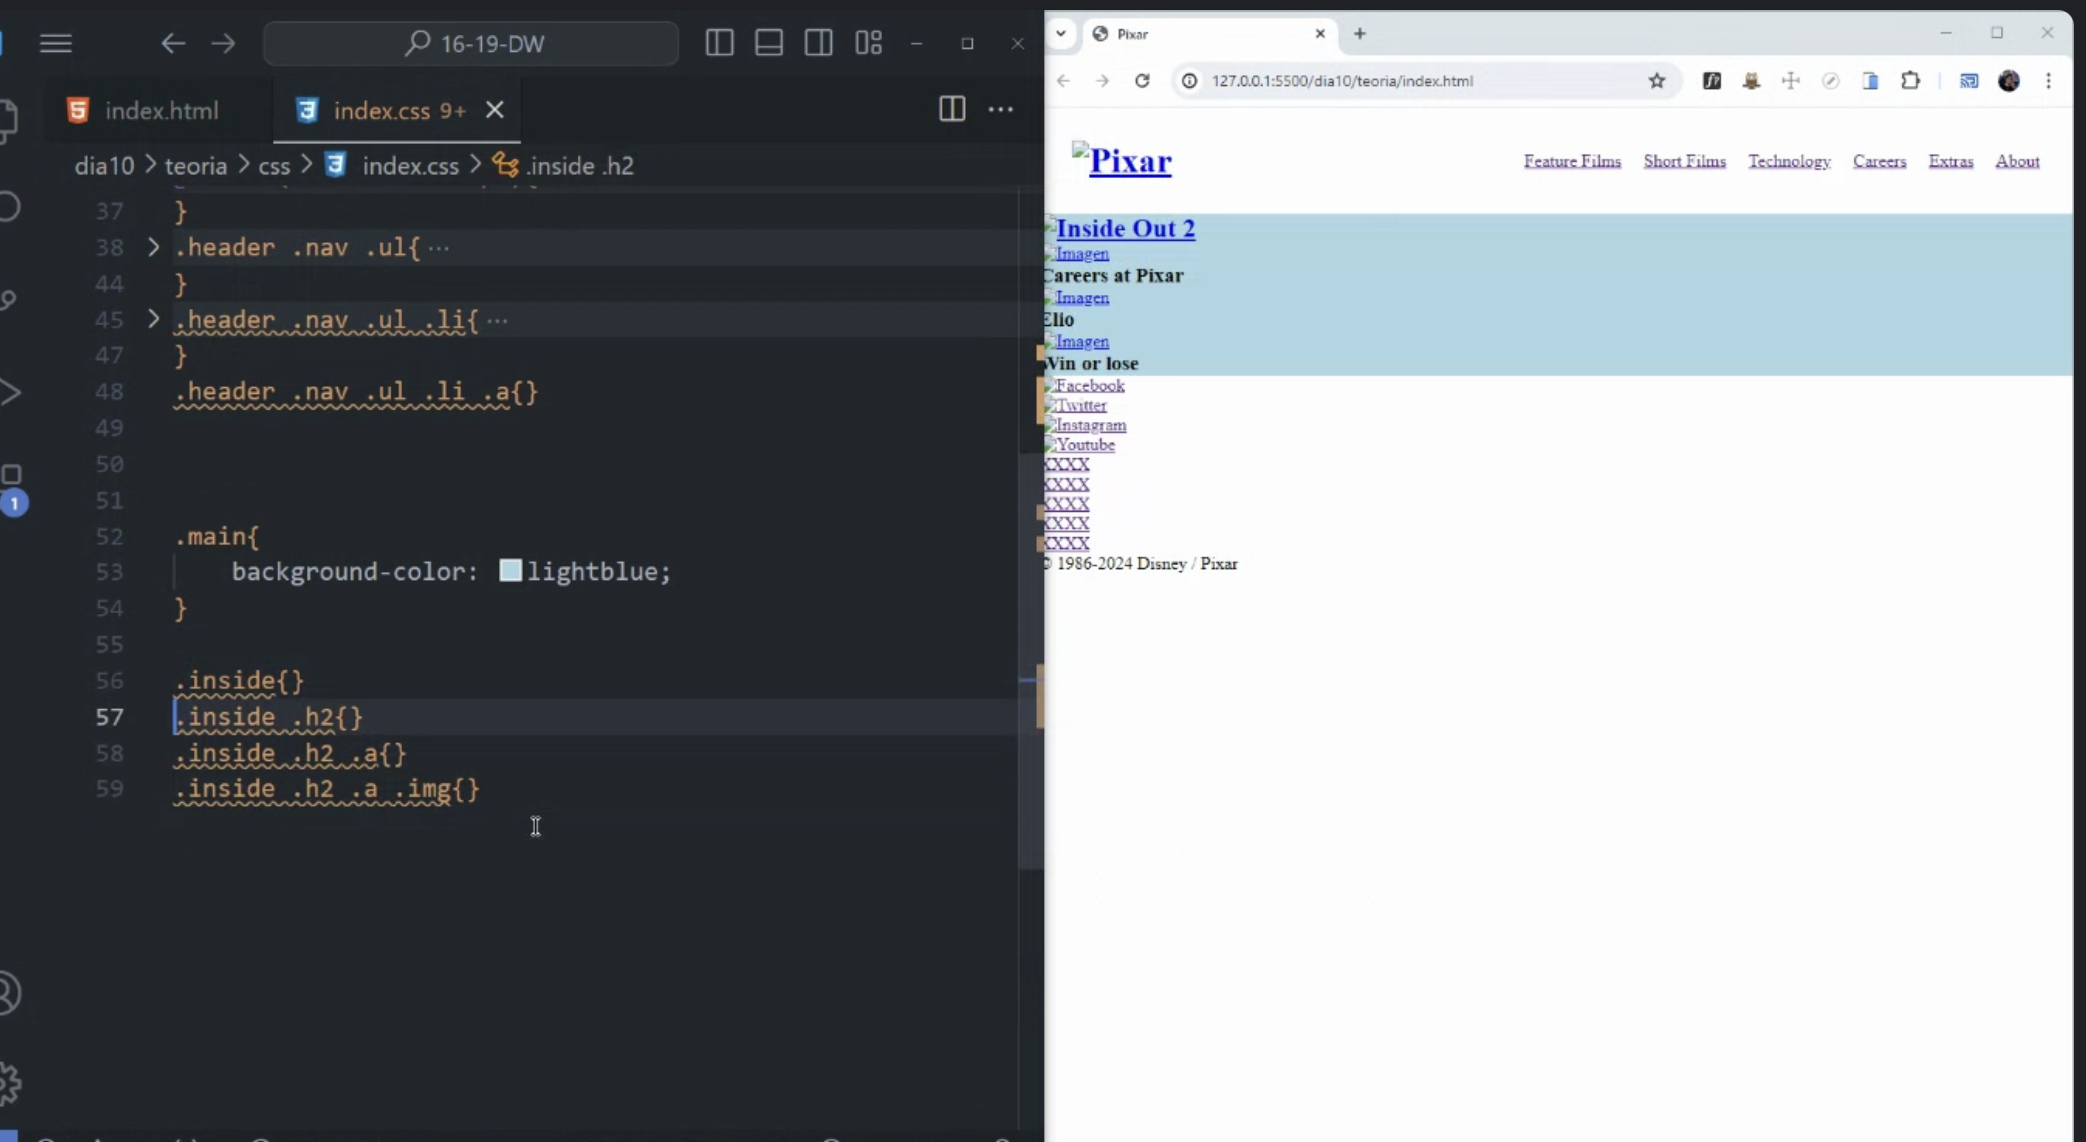 16-19-DW
index.html
index.css 9+
dia10 > teoria > css > index.css > .inside .h2
37 }
38 .header .nav .ul{ ···
44 }
45 .header .nav .ul .li{ ···
47 }
48 .header .nav .ul .li .a{}
49
50
51
52 .main{
53 background-color: lightblue;
54 }
55
56 .inside{}
57 .inside .h2{}
58 .inside .h2 .a{}
59 .inside .h2 .a .img{}
1
Pixar
127.0.0.1:5500/dia10/teoria/index.html
Pixar
Feature Films Short Films Technology Careers Extras About
Inside Out 2
Imagen
Careers at Pixar
Imagen
Elio
Imagen
Win or lose
Facebook
Twitter
Instagram
Youtube
XXXX
XXXX
XXXX
XXXX
XXXX
© 1986-2024 Disney / Pixar